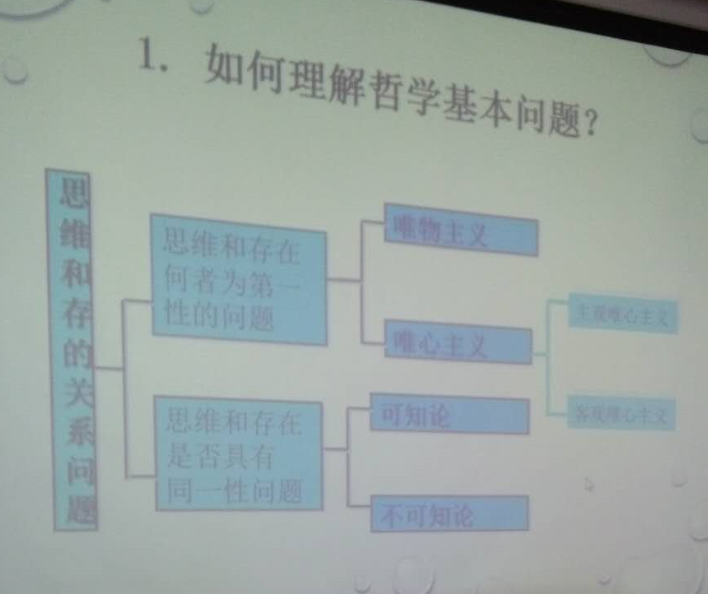 1. 如何理解哲学基本问题?
思维和存的关系问题
思维和存在
何者为第一
性的问题
唯物主义
唯心主义
主观唯心主义
客观唯心主义
思维和存在
是否具有
同一性问题
可知论
不可知论